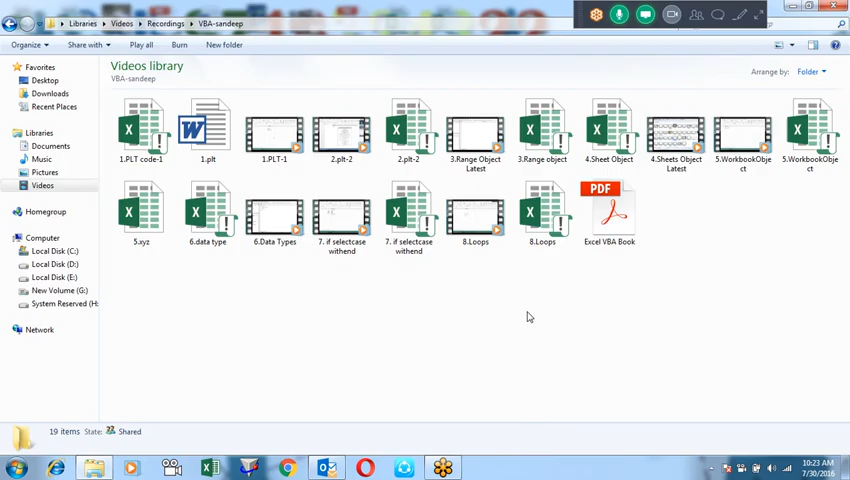 Libraries ▸ Videos ▸ Recordings ▸ VBA-sandeep
Organize ▾ Share with ▾ Play all Burn New folder
Favorites
Desktop
Downloads
Recent Places
Libraries
Documents
Music
Pictures
Videos
Homegroup
Computer
Local Disk (C:)
Local Disk (D:)
Local Disk (E:)
New Volume (G:)
System Reserved (H:
Network
Videos library
VBA-sandeep
Arrange by: Folder ▾
1.PLT code-1
1.plt
1.PLT-1
2.plt-2
2.plt-2
3.Range Object
Latest
3.Range object
4.Sheet Object
4.Sheets Object
Latest
5.WorkbookObje
ct
5.WorkbookObje
ct
5.xyz
6.data type
6.Data Types
7. if selectcase
withend
7. if selectcase
withend
8.Loops
8.Loops
PDF
Excel VBA Book
19 items State: Shared
10:23 AM
7/30/2016